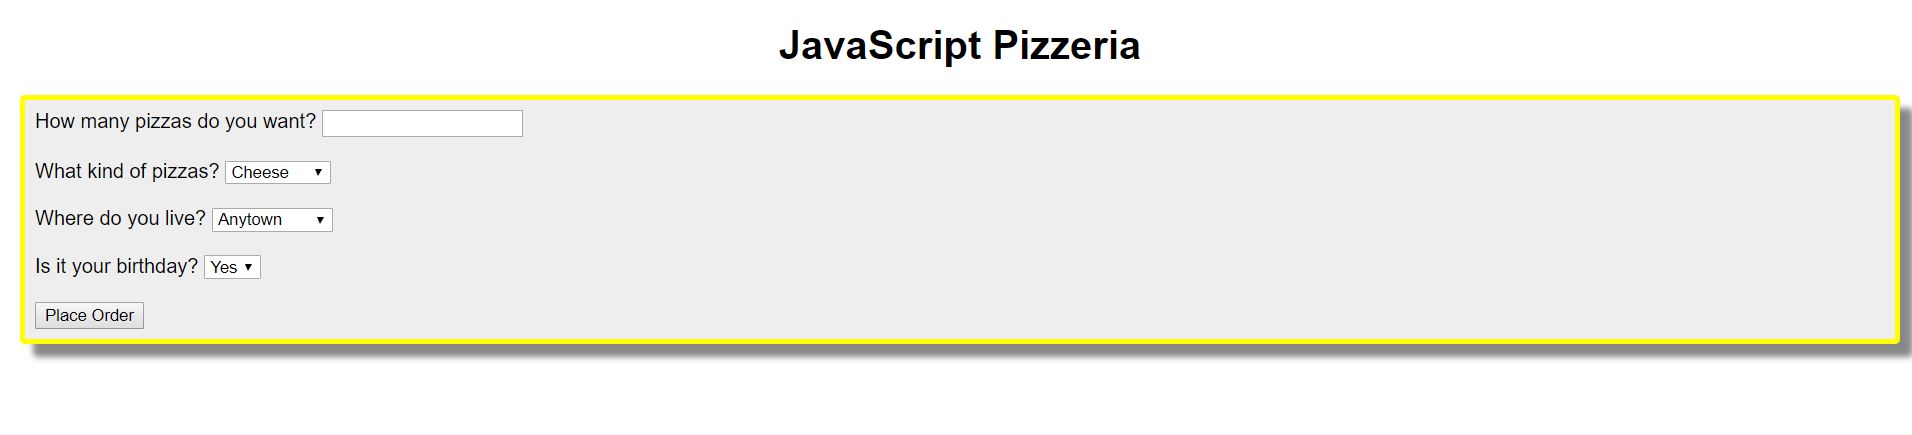 JavaScript Pizzeria
How many pizzas do you want?
What kind of pizzas? Cheese
Where do you live? Anytown
Is it your birthday? Yes
Place Order